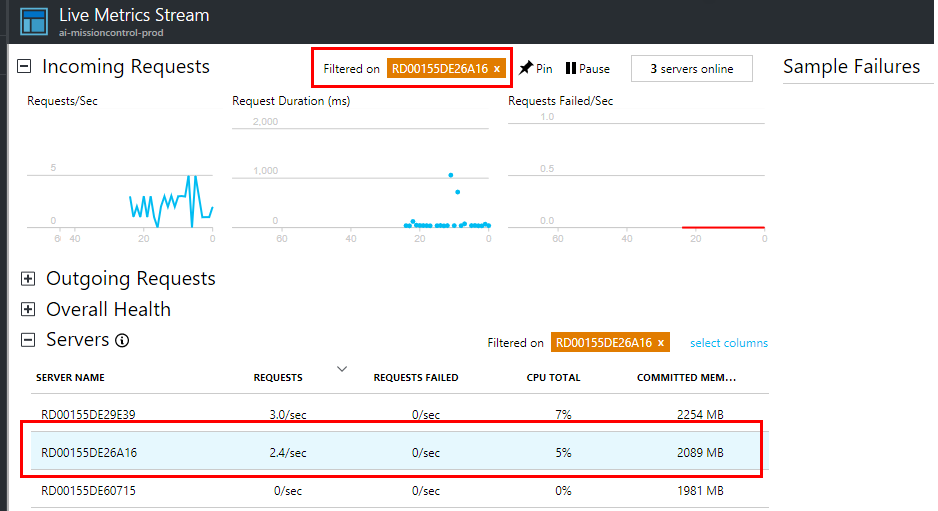 Live Metrics Stream
ai-missioncontrol-prod
Incoming Requests
Filtered on RD00155DE26A16 x
Pin
Pause
3 servers online
Sample Failures
Requests/Sec
5
0
60 40 20 0
Request Duration (ms)
2,000
1,000
0
60 40 20 0
Requests Failed/Sec
1.0
0.5
0.0
60 40 20 0
Outgoing Requests
Overall Health
Servers
Filtered on RD00155DE26A16 x
select columns
SERVER NAME REQUESTS REQUESTS FAILED CPU TOTAL COMMITTED MEM...
RD00155DE29E39 3.0/sec 0/sec 7% 2254 MB
RD00155DE26A16 2.4/sec 0/sec 5% 2089 MB
RD00155DE60715 0/sec 0/sec 0% 1981 MB